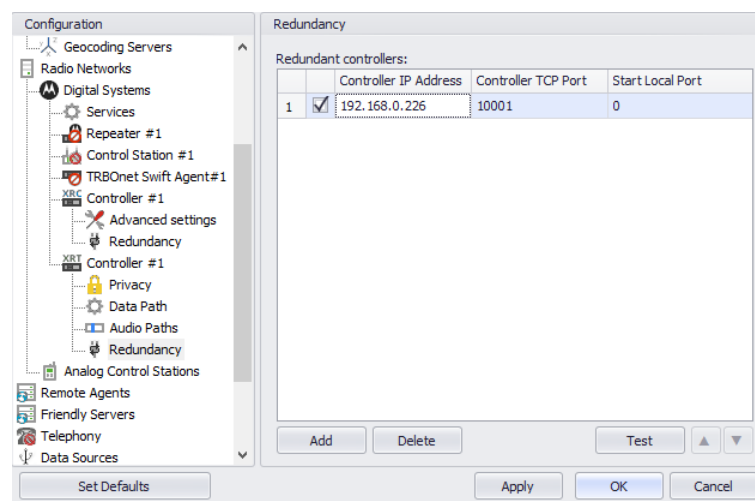 Configuration
Geocoding Servers
Radio Networks
Digital Systems
Services
Repeater #1
Control Station #1
TRBOnet Swift Agent#1
XRC Controller #1
Advanced settings
Redundancy
XRT Controller #1
Privacy
Data Path
Audio Paths
Redundancy
Analog Control Stations
Remote Agents
Friendly Servers
Telephony
Data Sources
Set Defaults
Redundancy
Redundant controllers:
Controller IP Address Controller TCP Port Start Local Port
1 192.168.0.226 10001 0
Add Delete Test
Apply OK Cancel